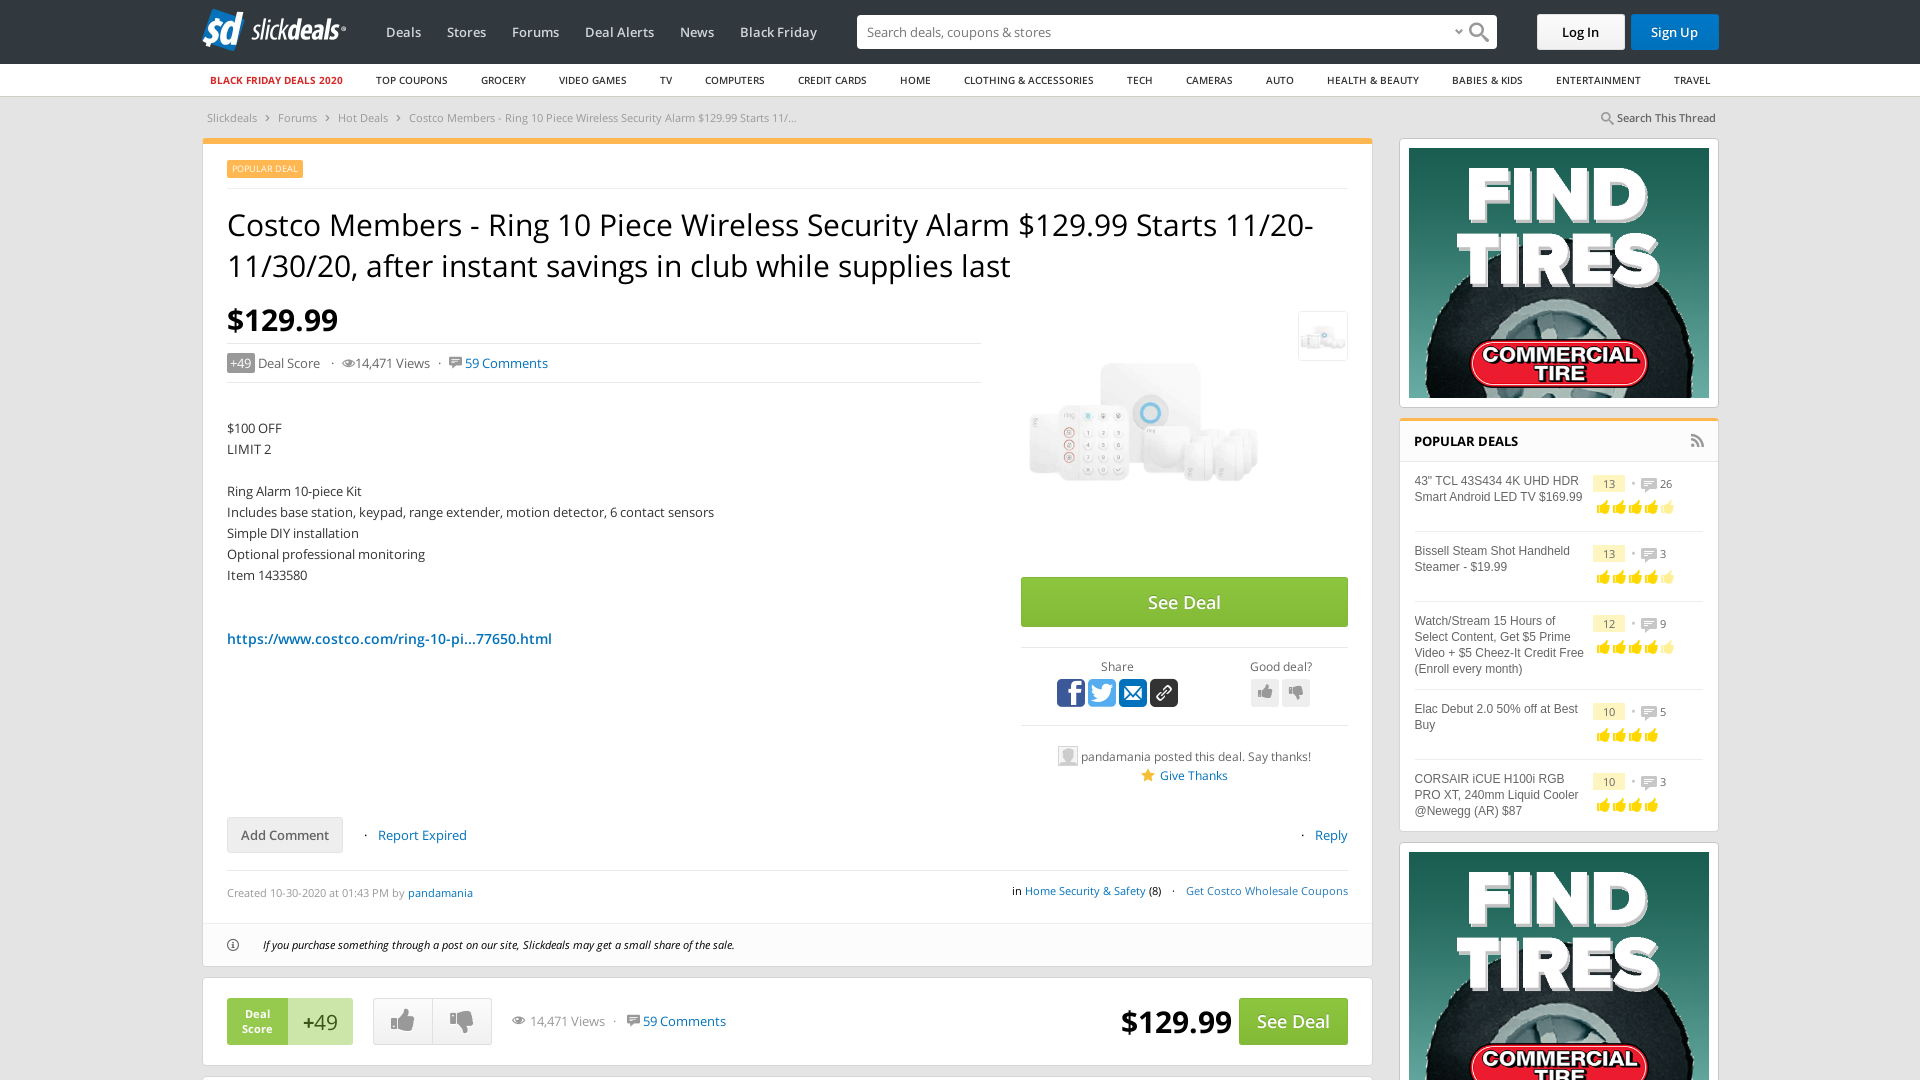 sd slickdeals
Deals
Stores
Forums
Deal Alerts
News
Black Friday
Search deals, coupons & stores
Log In
Sign Up
BLACK FRIDAY DEALS 2020
TOP COUPONS
GROCERY
VIDEO GAMES
TV
COMPUTERS
CREDIT CARDS
HOME
CLOTHING & ACCESSORIES
TECH
CAMERAS
AUTO
HEALTH & BEAUTY
BABIES & KIDS
ENTERTAINMENT
TRAVEL
Slickdeals › Forums › Hot Deals › Costco Members - Ring 10 Piece Wireless Security Alarm $129.99 Starts 11/...
Search This Thread
POPULAR DEAL
Costco Members - Ring 10 Piece Wireless Security Alarm $129.99 Starts 11/20-
11/30/20, after instant savings in club while supplies last
$129.99
+49 Deal Score · 14,471 Views · 59 Comments
$100 OFF
LIMIT 2
Ring Alarm 10-piece Kit
Includes base station, keypad, range extender, motion detector, 6 contact sensors
Simple DIY installation
Optional professional monitoring
Item 1433580
https://www.costco.com/ring-10-pi...77650.html
See Deal
Share
Good deal?
pandamania posted this deal. Say thanks!
Give Thanks
Add Comment
· Report Expired
· Reply
Created 10-30-2020 at 01:43 PM by pandamania
in Home Security & Safety (8) · Get Costco Wholesale Coupons
If you purchase something through a post on our site, Slickdeals may get a small share of the sale.
Deal
Score
+49
14,471 Views · 59 Comments
$129.99
See Deal
FIND
TIRES
COMMERCIAL
TIRE
POPULAR DEALS
43" TCL 43S434 4K UHD HDR
Smart Android LED TV $169.99
13 • 26
Bissell Steam Shot Handheld
Steamer - $19.99
13 • 3
Watch/Stream 15 Hours of
Select Content, Get $5 Prime
Video + $5 Cheez-It Credit Free
(Enroll every month)
12 • 9
Elac Debut 2.0 50% off at Best
Buy
10 • 5
CORSAIR iCUE H100i RGB
PRO XT, 240mm Liquid Cooler
@Newegg (AR) $87
10 • 3
FIND
TIRES
COMMERCIAL
TIRE